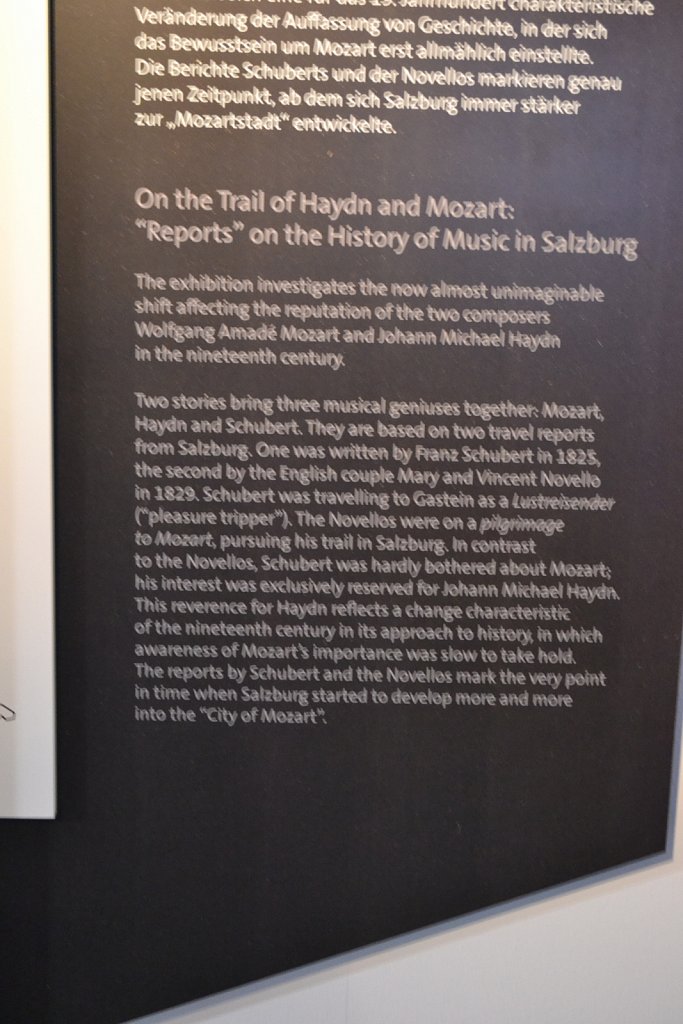 für das 19. Jahrhundert charakteristische
Veränderung der Auffassung von Geschichte, in der sich
das Bewusstsein um Mozart erst allmählich einstellte.
Die Berichte Schuberts und der Novellos markieren genau
jenen Zeitpunkt, ab dem sich Salzburg immer stärker
zur „Mozartstadt“ entwickelte.
On the Trail of Haydn and Mozart:
“Reports” on the History of Music in Salzburg
The exhibition investigates the now almost unimaginable
shift affecting the reputation of the two composers
Wolfgang Amadé Mozart and Johann Michael Haydn
in the nineteenth century.
Two stories bring three musical geniuses together: Mozart,
Haydn and Schubert. They are based on two travel reports
from Salzburg. One was written by Franz Schubert in 1825,
the second by the English couple Mary and Vincent Novello
in 1829. Schubert was travelling to Gastein as a Lustreisender
(“pleasure tripper”). The Novellos were on a pilgrimage
to Mozart, pursuing his trail in Salzburg. In contrast
to the Novellos, Schubert was hardly bothered about Mozart;
his interest was exclusively reserved for Johann Michael Haydn.
This reverence for Haydn reflects a change characteristic
of the nineteenth century in its approach to history, in which
awareness of Mozart’s importance was slow to take hold.
The reports by Schubert and the Novellos mark the very point
in time when Salzburg started to develop more and more
into the “City of Mozart”.